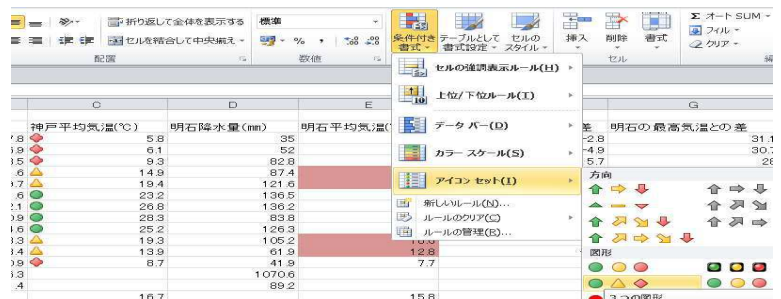 折り返して全体を表示する
標準
Σ オート SUM
フィル
セルを結合して中央揃え
% ,
条件付き書式
テーブルとして書式設定
セルのスタイル
挿入
削除
書式
クリア
配置
数値
セル
セルの強調表示ルール(H)
上位/下位ルール(T)
データ バー(D)
カラー スケール(S)
アイコン セット(I)
新しいルール(N)...
ルールのクリア(C)
ルールの管理(R)...
方向
図形
3 つの図形
C D E G
神戸平均気温(℃) 明石降水量(mm) 明石平均気温( 差 明石の最高気温との差
7.8 5.8 35 -2.8 31.1
6.1 52 -4.9 30.7
9.3 82.8 -5.7 28
14.9 87.4
19.4 121.6
23.2 136.5
26.8 136.2
28.3 83.8
25.2 126.3
19.3 105.2
13.9 61.9 12.8
8.7 41.9 7.7
1070.6
89.2
16.7 15.8